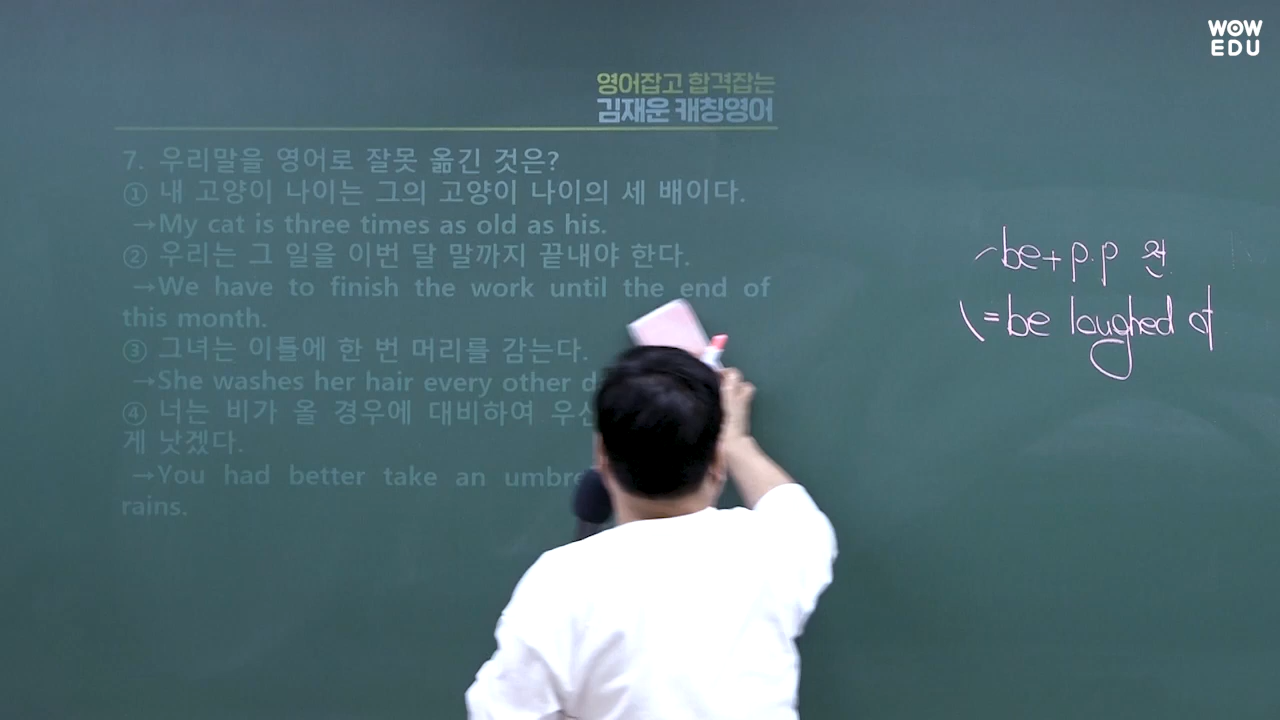 WOW
EDU
영어잡고 합격잡는
김재운 캐칭영어
7. 우리말을 영어로 잘못 옮긴 것은?
① 내 고양이 나이는 그의 고양이 나이의 세 배이다.
→My cat is three times as old as his.
② 우리는 그 일을 이번 달 말까지 끝내야 한다.
→We have to finish the work until the end of
this month.
③ 그녀는 이틀에 한 번 머리를 감는다.
→She washes her hair every other
④ 너는 비가 올 경우에 대비하여
게 낫겠다.
→You had better take an
rains.
be+p.p
=be laughed at